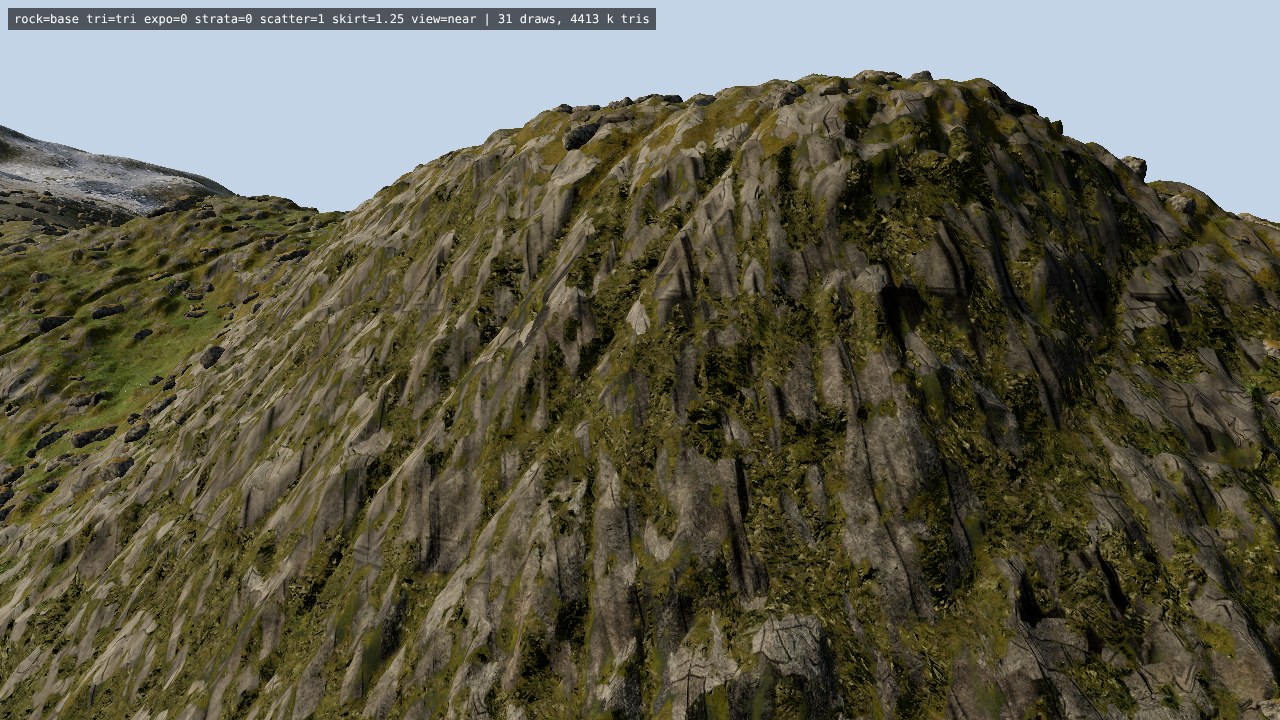 rock=base tri=tri expo=0 strata=0 scatter=1 skirt=1.25 view=near | 31 draws, 4413 k tris